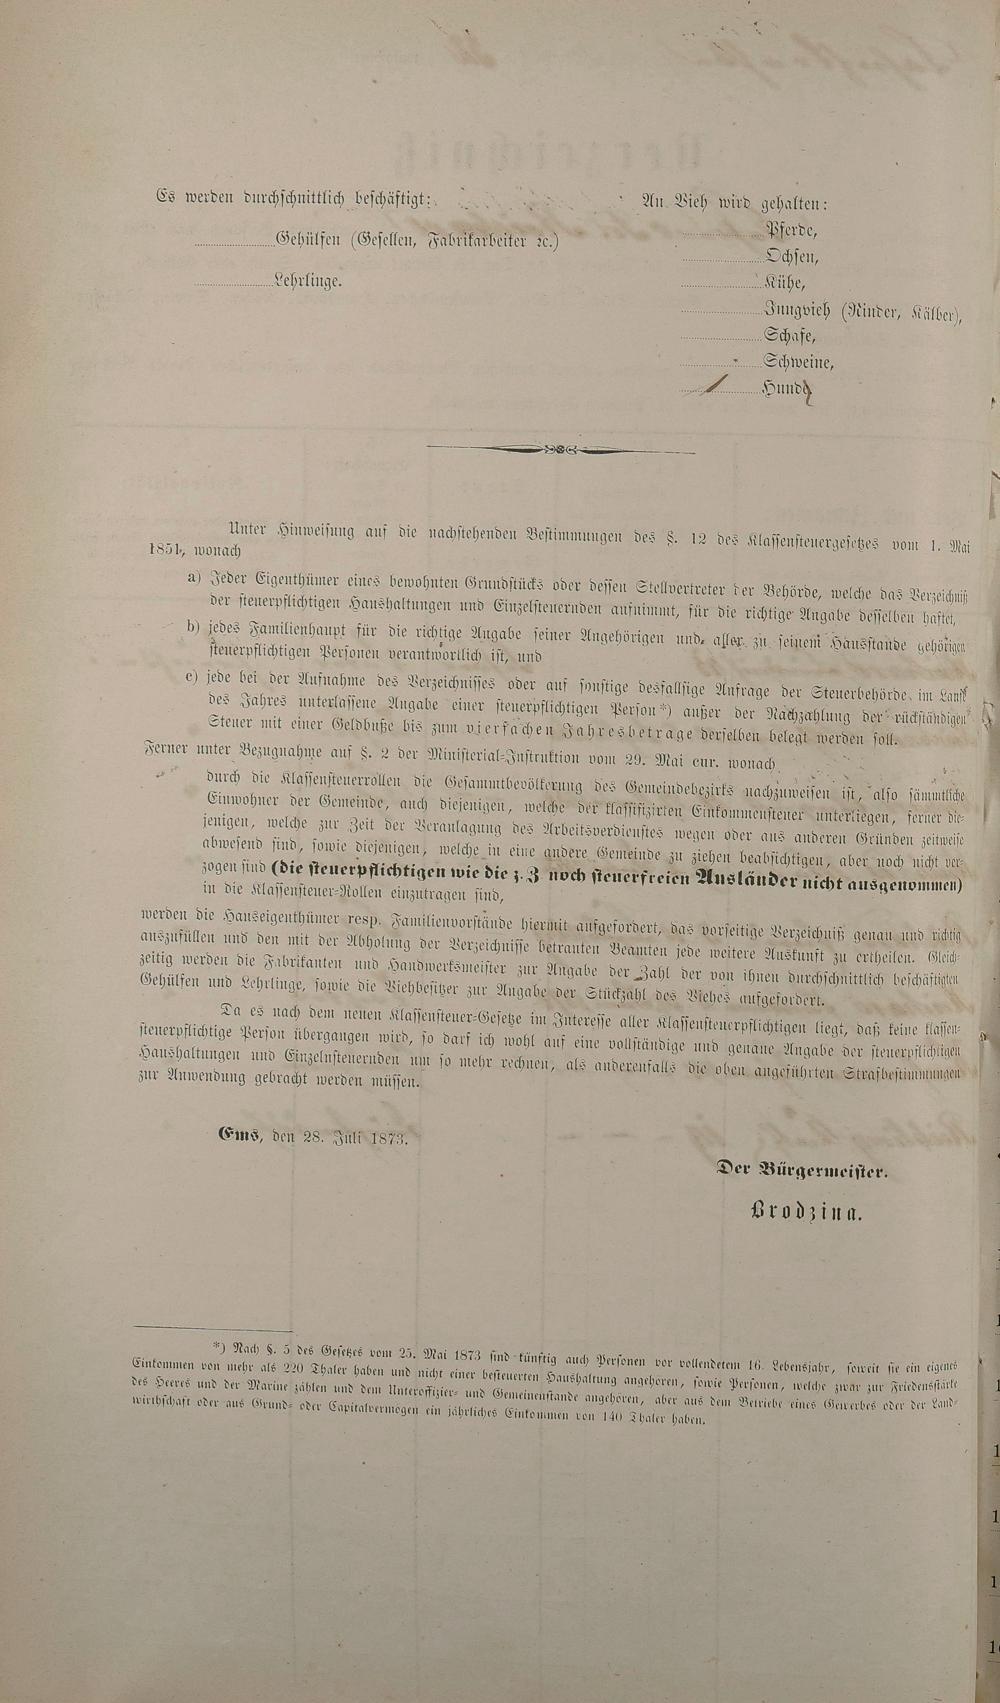 Es werden durchschnittlich beschäftigt:
Gehülfen (Gesellen, Fabrikarbeiter ꝛc.)
Lehrlinge.
An Vieh wird gehalten:
Pferde,
Ochsen,
Kühe,
Jungvieh (Rinder, Kälber),
Schafe,
Schweine,
1 Hunde
Unter Hinweisung auf die nachstehenden Bestimmungen des §. 12 des Klassensteuergesetzes vom 1. Mai
1851, wonach
a) Jeder Eigenthümer eines bewohnten Grundstücks oder dessen Stellvertreter der Behörde, welche das Verzeichniß
der steuerpflichtigen Haushaltungen und Einzelsteuernden aufnimmt, für die richtige Angabe desselben haftet,
b) jedes Familienhaupt für die richtige Angabe seiner Angehörigen und aller zu seinem Hausstande gehörigen
steuerpflichtigen Personen verantwortlich ist, und
c) jede bei der Aufnahme des Verzeichnisses oder auf sonstige desfallsige Anfrage der Steuerbehörde im Laufe
des Jahres unterlassene Angabe einer steuerpflichtigen Person*) außer der Nachzahlung der rückständigen
Steuer mit einer Geldbuße bis zum vierfachen Jahresbetrage derselben belegt werden soll.
Ferner unter Bezugnahme auf §. 2 der Ministerial-Instruktion vom 29. Mai cur. wonach
durch die Klassensteuerrollen die Gesammtbevölkerung des Gemeindebezirks nachzuweisen ist, also sämmtliche
Einwohner der Gemeinde, auch diejenigen, welche der klassifizirten Einkommensteuer unterliegen, ferner die-
jenigen, welche zur Zeit der Veranlagung des Arbeitsverdienstes wegen oder aus anderen Gründen zeitweise
abwesend sind, sowie diejenigen, welche in eine andere Gemeinde zu ziehen beabsichtigen, aber noch nicht ver-
zogen sind (die steuerpflichtigen wie die z. Z noch steuerfreien Ausländer nicht ausgenommen)
in die Klassensteuer-Rollen einzutragen sind,
werden die Hauseigenthümer resp. Familienvorstände hiermit aufgefordert, das vorseitige Verzeichniß genau und richtig
auszufüllen und den mit der Abholung der Verzeichnisse betrauten Beamten jede weitere Auskunft zu ertheilen. Gleich-
zeitig werden die Fabrikanten und Handwerksmeister zur Angabe der Zahl der von ihnen durchschnittlich beschäftigten
Gehülfen und Lehrlinge, sowie die Viehbesitzer zur Angabe der Stückzahl des Viehes aufgefordert.
Da es nach dem neuen Klassensteuer-Gesetze im Interesse aller Klassensteuerpflichtigen liegt, daß keine klassen-
steuerpflichtige Person übergangen wird, so darf ich wohl auf eine vollständige und genaue Angabe der steuerpflichtigen
Haushaltungen und Einzelnsteuernden um so mehr rechnen, als anderenfalls die oben angeführten Strafbestimmungen
zur Anwendung gebracht werden müssen.
Ems, den 28. Juli 1873.
Der Bürgermeister.
Brodzina.
*) Nach §. 5 des Gesetzes vom 25. Mai 1873 sind künftig auch Personen vor vollendetem 16. Lebensjahr, soweit sie ein eigenes
Einkommen von mehr als 220 Thaler haben und nicht einer besteuerten Haushaltung angehören, sowie Personen, welche zwar zur Friedensstärke
des Heeres und der Marine zählen und dem Unteroffizier- und Gemeinenstande angehören, aber aus dem Betriebe eines Gewerbes oder der Land-
wirthschaft oder aus Grund- oder Capitalvermögen ein jährliches Einkommen von 140 Thaler haben.